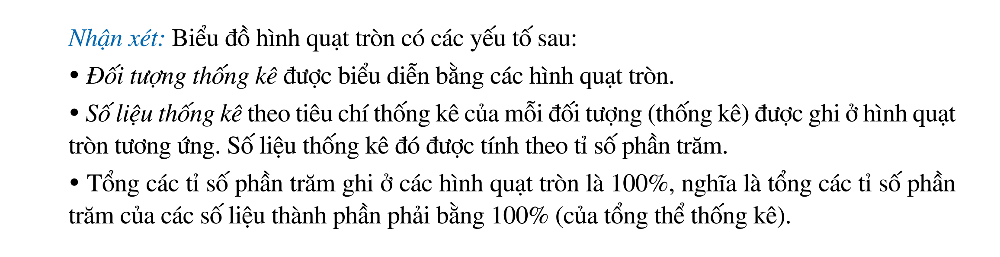 Nhận xét: Biểu đồ hình quạt tròn có các yếu tố sau:
• Đối tượng thống kê được biểu diễn bằng các hình quạt tròn.
• Số liệu thống kê theo tiêu chí thống kê của mỗi đối tượng (thống kê) được ghi ở hình quạt
tròn tương ứng. Số liệu thống kê đó được tính theo tỉ số phần trăm.
• Tổng các tỉ số phần trăm ghi ở các hình quạt tròn là 100%, nghĩa là tổng các tỉ số phần
trăm của các số liệu thành phần phải bằng 100% (của tổng thể thống kê).